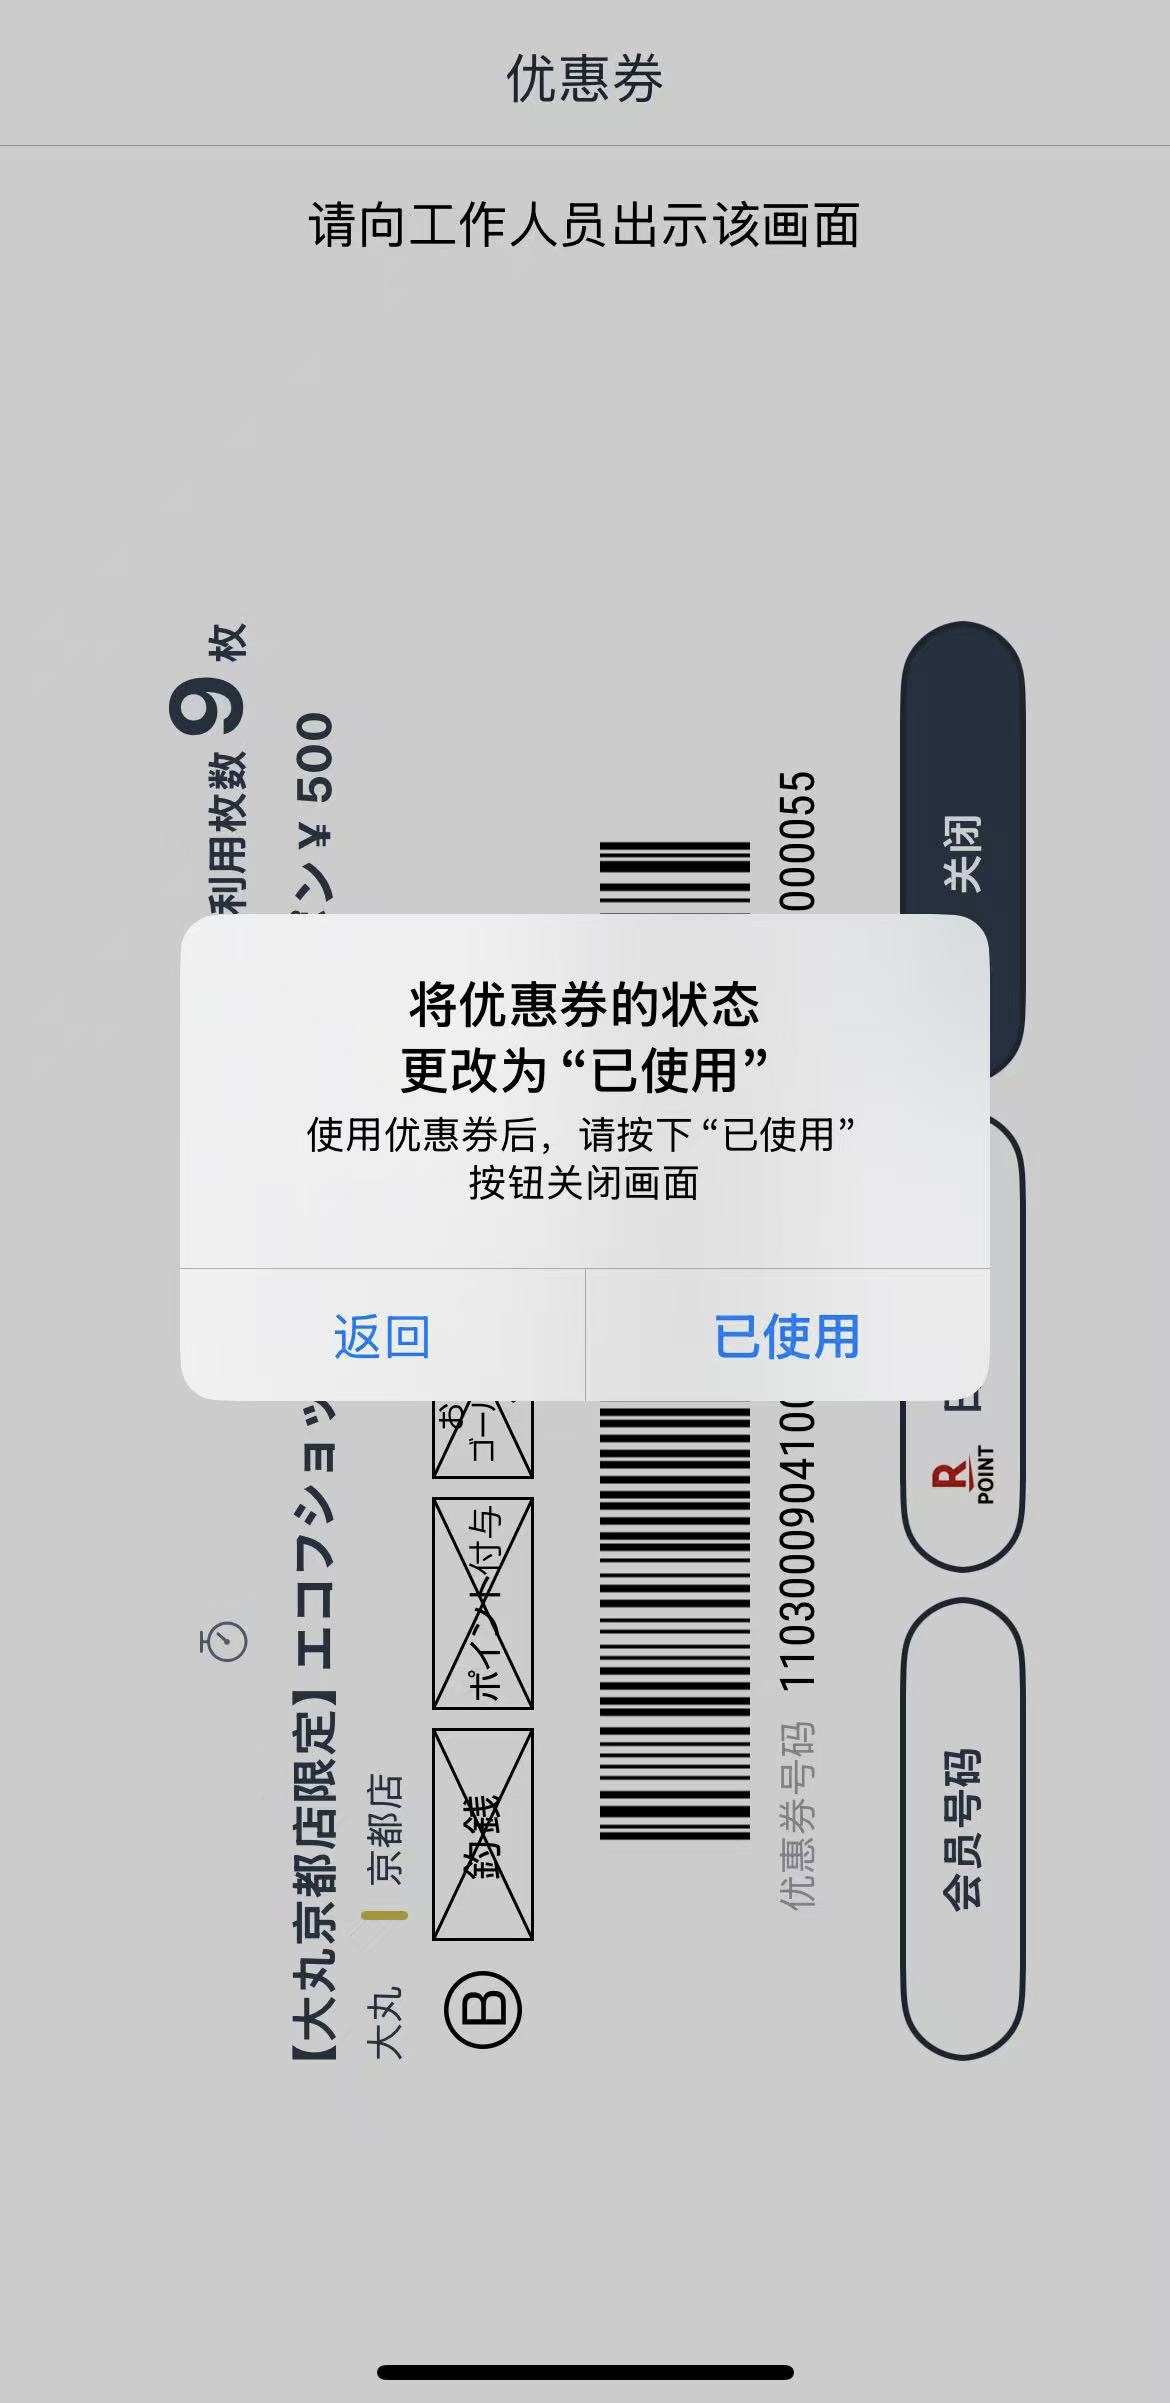 优惠券
请向工作人员出示该画面
利用枚数 9 枚
【大丸京都店限定】エコフショッ
ン ¥ 500
大丸 京都店
B
釣銭
ポイント付与
お
ゴール
优惠券号码 110300090410
000055
将优惠券的状态
更改为 “已使用”
使用优惠券后，请按下 “已使用”
按钮关闭画面
返回
已使用
会员号码
R
POINT
关闭